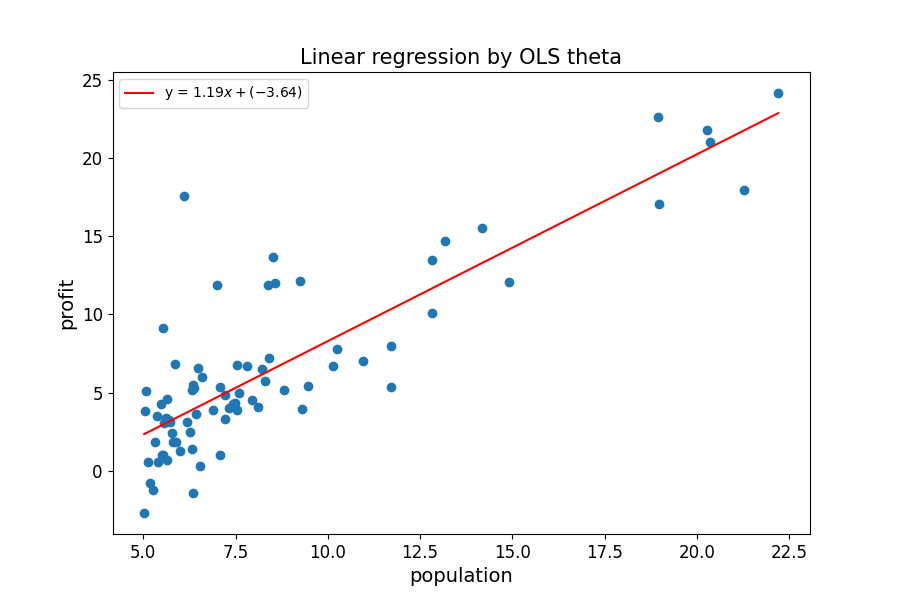 Linear regression by OLS theta
y = 1.19x + (−3.64)
25
20
15
10
5
0
profit
5.0 7.5 10.0 12.5 15.0 17.5 20.0 22.5
population